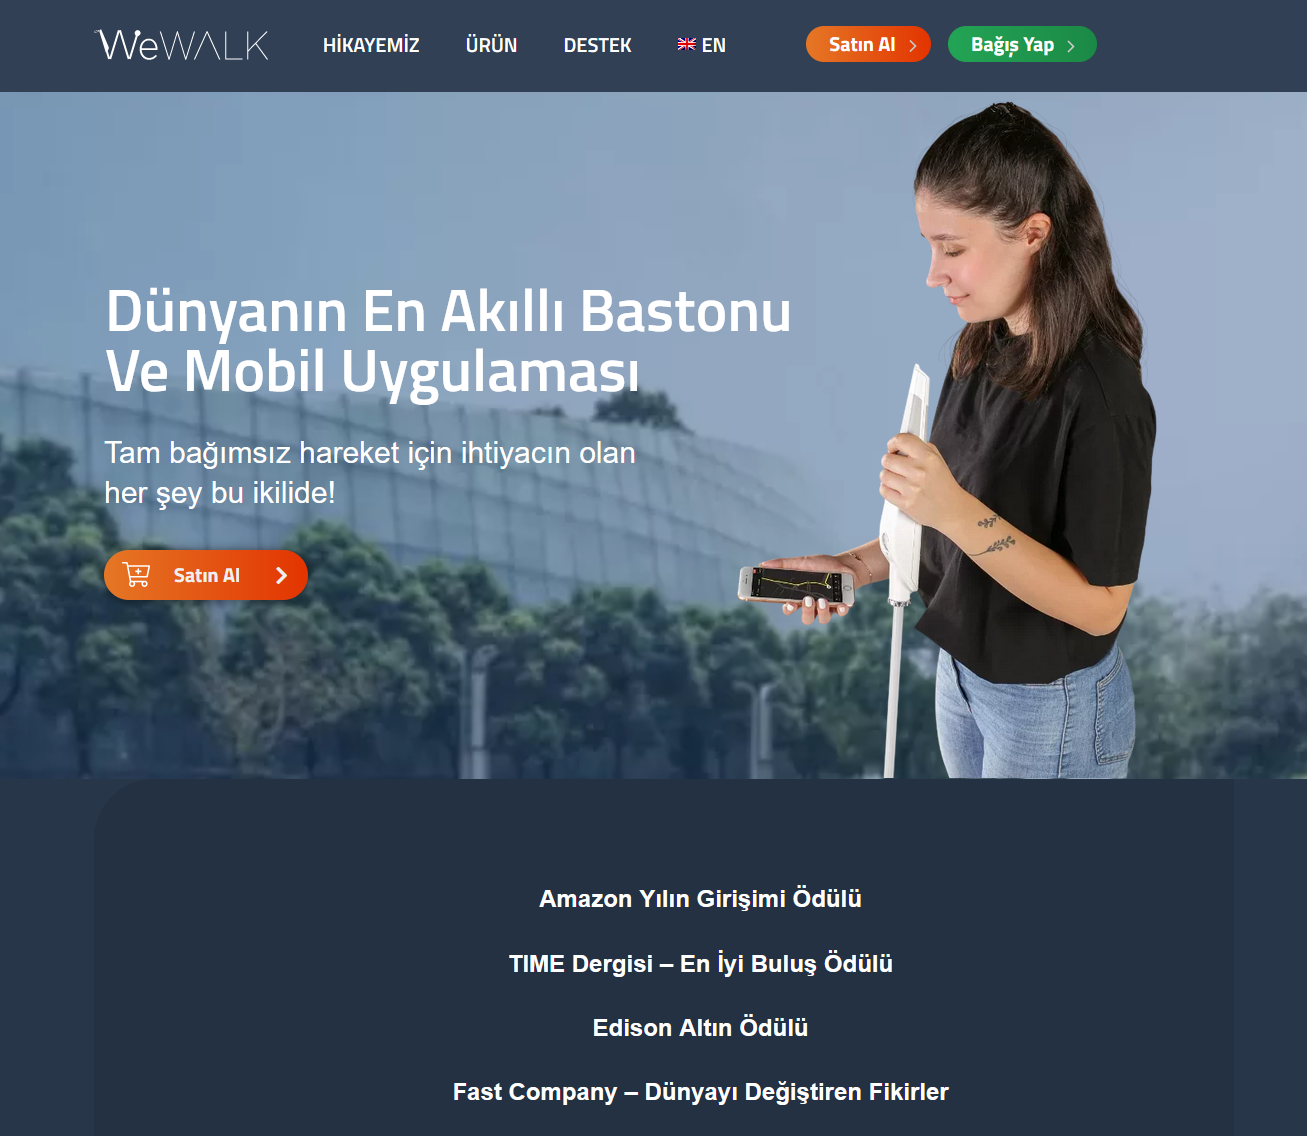 WeWALK
HİKAYEMİZ
ÜRÜN
DESTEK
EN
Satın Al
Bağış Yap
Dünyanın En Akıllı Bastonu
Ve Mobil Uygulaması
Tam bağımsız hareket için ihtiyacın olan
her şey bu ikilide!
Satın Al
Amazon Yılın Girişimi Ödülü
TIME Dergisi – En İyi Buluş Ödülü
Edison Altın Ödülü
Fast Company – Dünyayı Değiştiren Fikirler